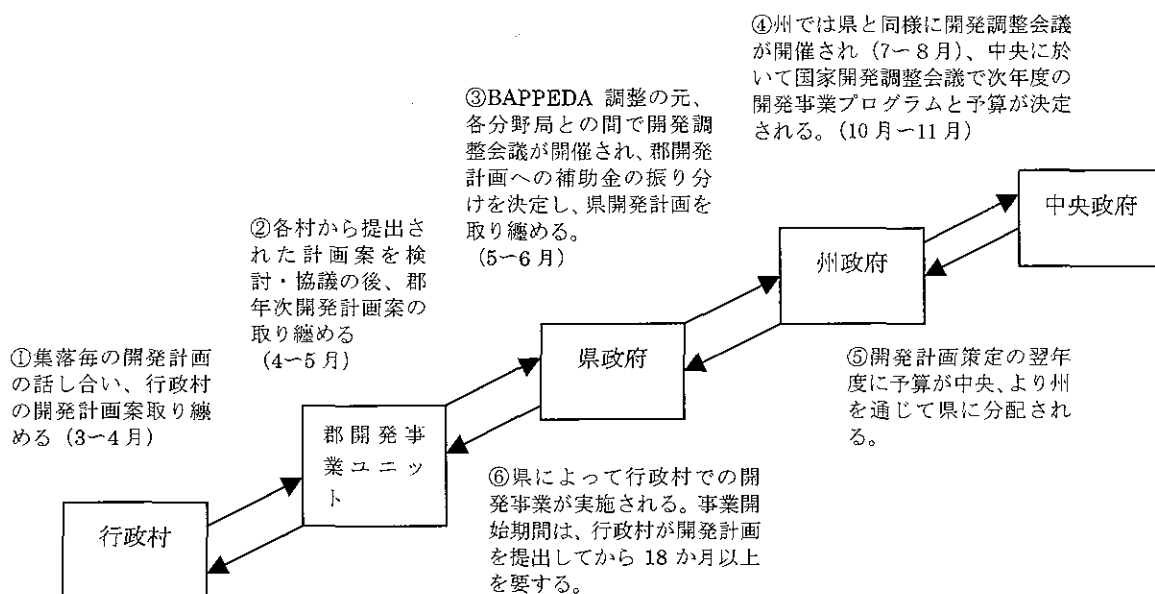 ①集落毎の開発計画
の話し合い、行政村
の開発計画案取り纏
める（3〜4月）
②各村から提出さ
れた計画案を検
討・協議の後、郡
年次開発計画案の
取り纏める
（4〜5月）
③BAPPEDA 調整の元、
各分野局との間で開発調
整会議が開催され、郡開発
計画への補助金の振り分
けを決定し、県開発計画を
取り纏める。
（5〜6月）
④州では県と同様に開発調整会議
が開催され（7〜8月）、中央に於
いて国家開発調整会議で次年度の
開発事業プログラムと予算が決定
される。（10月〜11月）
中央政府
州政府
県政府
郡開発事
業ユニッ
ト
行政村
⑤開発計画策定の翌年
度に予算が中央、より州
を通じて県に分配され
る。
⑥県によって行政村での開
発事業が実施される。事業開
始期間は、行政村が開発計画
を提出してから 18 か月以上
を要する。